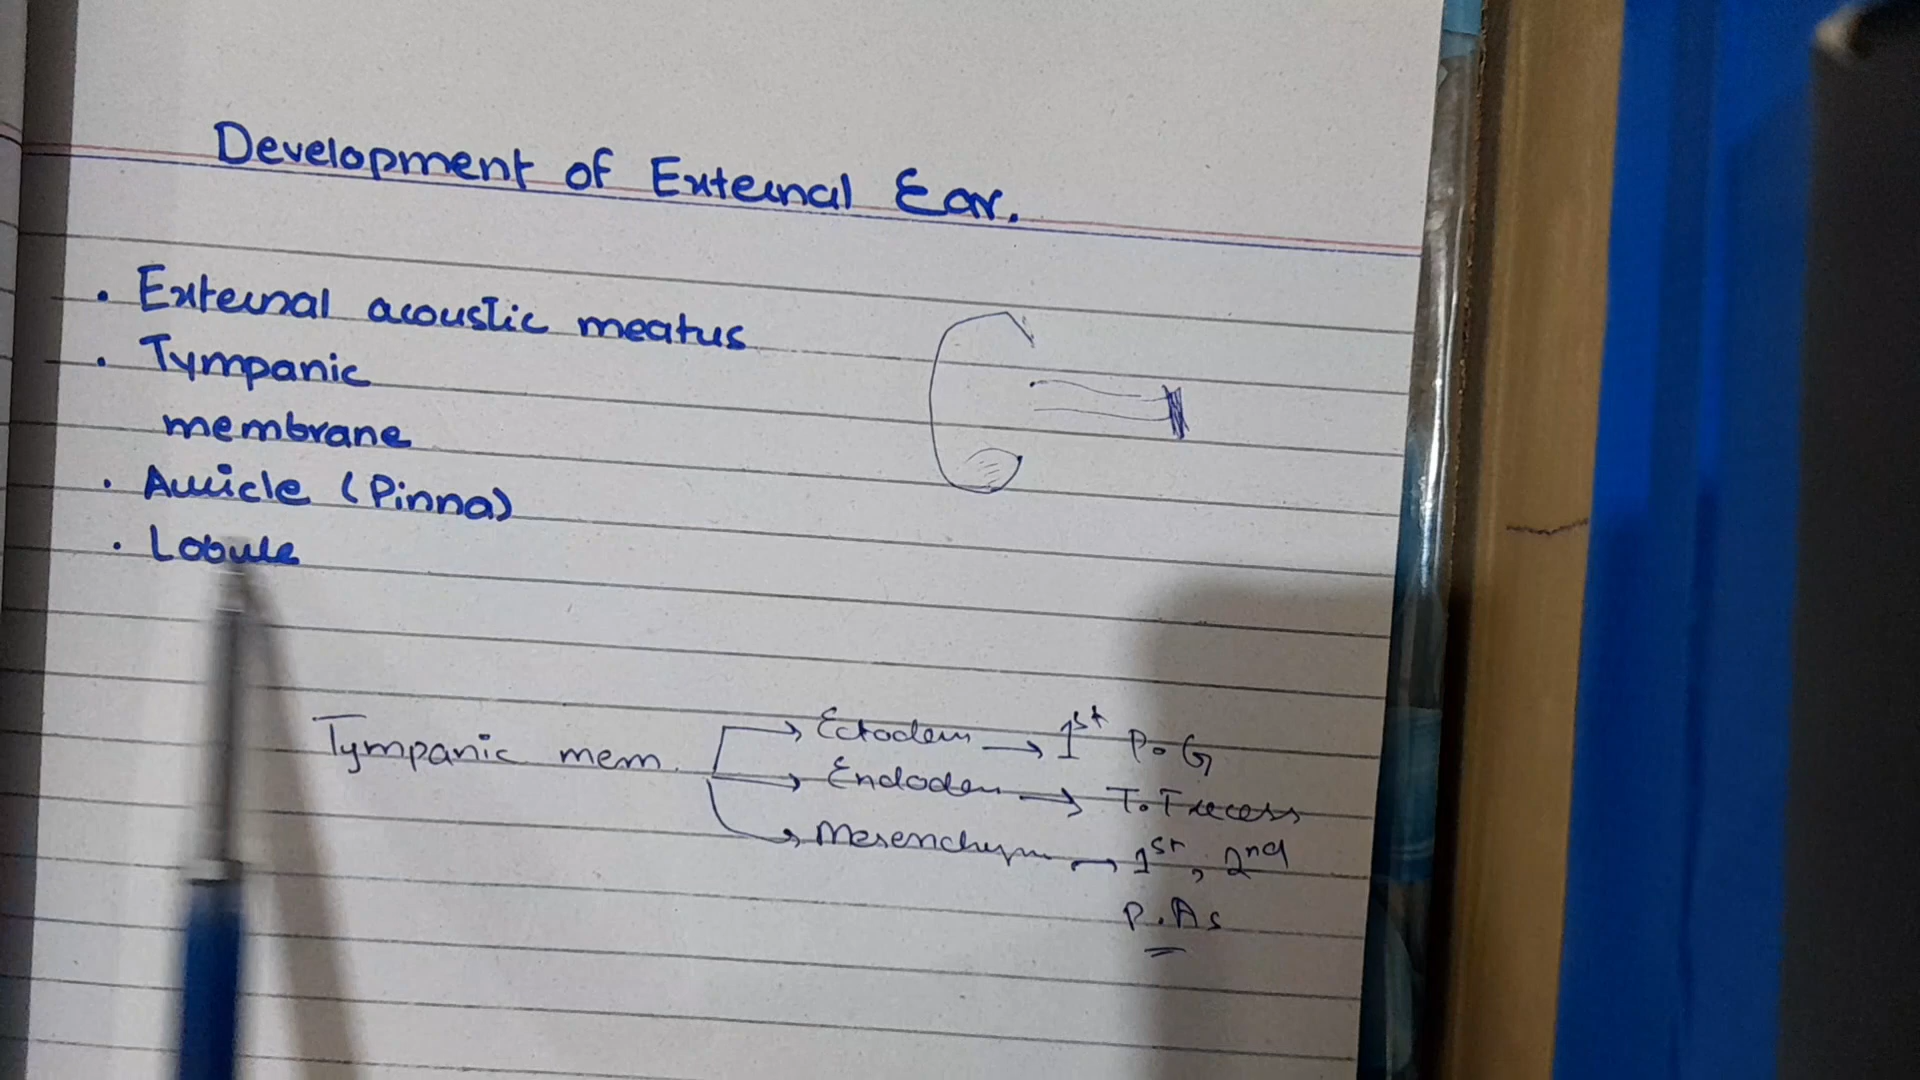 Development of External Ear.
. External acoustic meatus
. Tympanic
membrane
. Auricle (Pinna)
. Lobule
Tympanic mem. → Ectoderm → 1st P.G
→ Endoderm → T.T recess
→ Mesenchym → 1st, 2nd
P.As